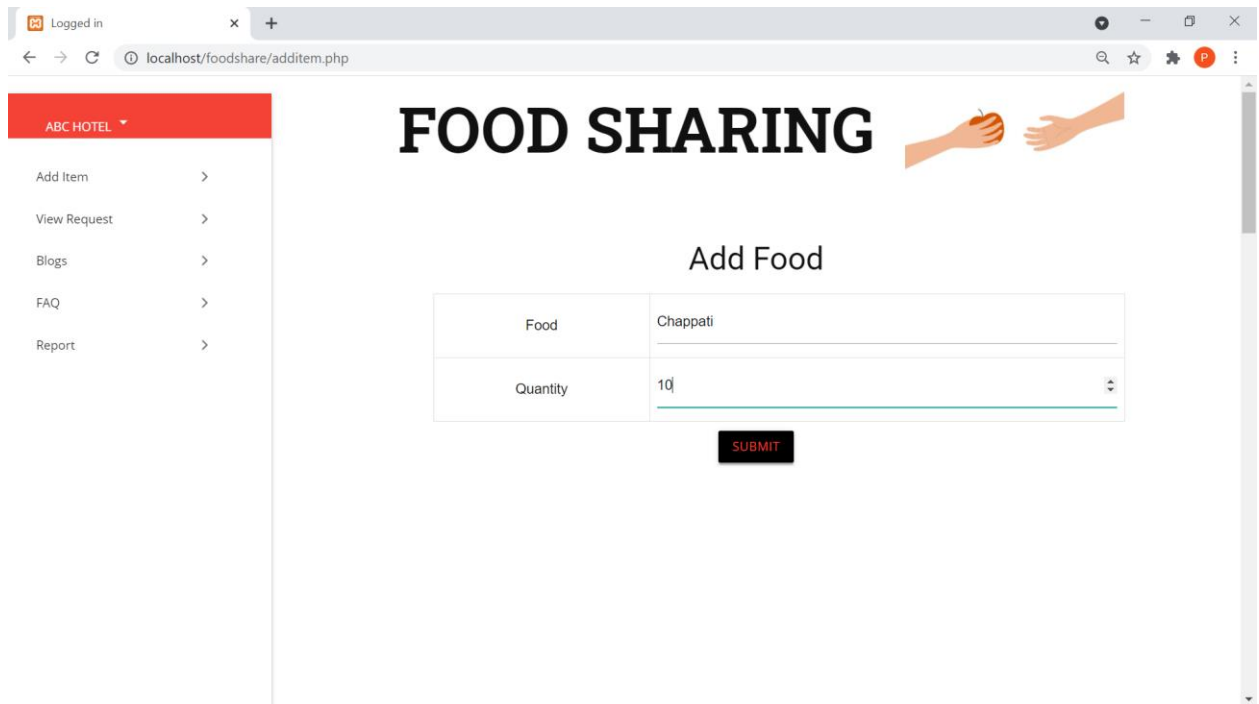 Logged in
localhost/foodshare/additem.php
P
ABC HOTEL
FOOD SHARING
Add Item
View Request
Blogs
FAQ
Report
Add Food
Food Chappati
Quantity 10
SUBMIT